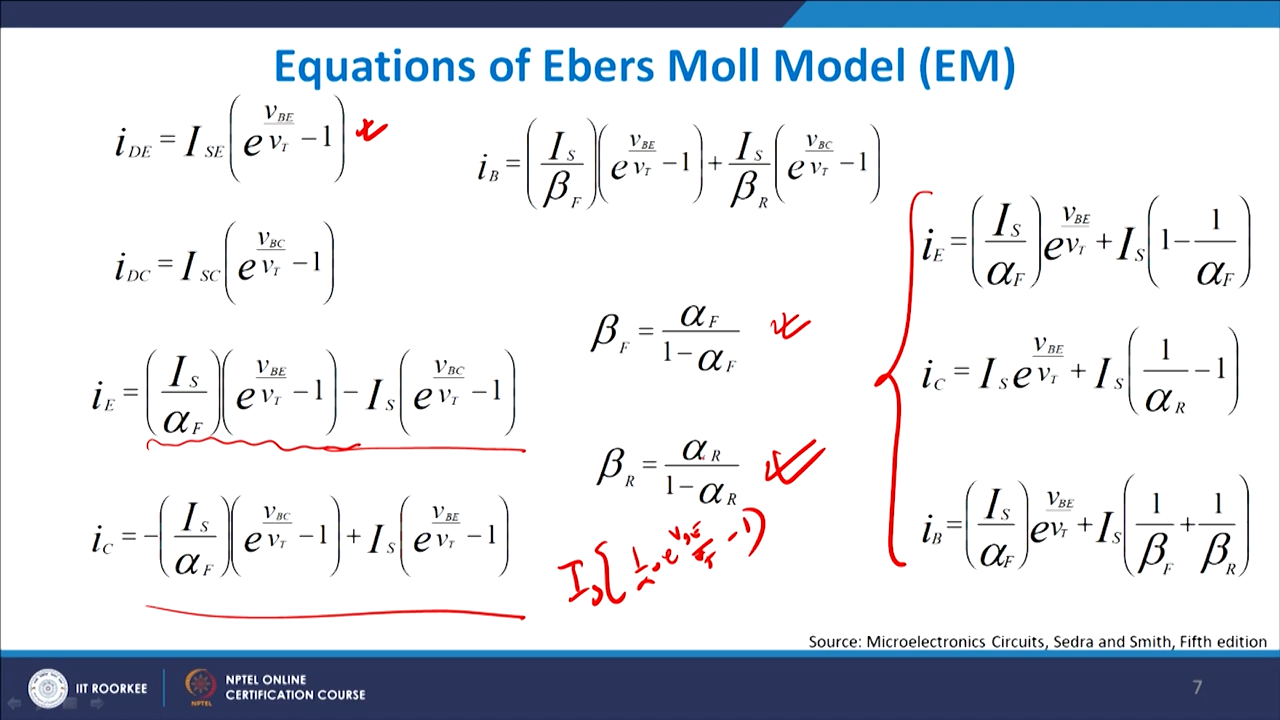 Equations of Ebers Moll Model (EM)
i_DE = I_SE (e^(v_BE/v_T) − 1)
i_DC = I_SC (e^(v_BC/v_T) − 1)
i_E = (I_S/α_F)(e^(v_BE/v_T) − 1) − I_S (e^(v_BC/v_T) − 1)
i_C = −(I_S/α_F)(e^(v_BC/v_T) − 1) + I_S (e^(v_BE/v_T) − 1)
i_B = (I_S/β_F)(e^(v_BE/v_T) − 1) + I_S/β_R (e^(v_BC/v_T) − 1)
β_F = α_F/(1 − α_F)
β_R = α_R/(1 − α_R)
i_E = (I_S/α_F) e^(v_BE/v_T) + I_S (1 − 1/α_F)
i_C = I_S e^(v_BE/v_T) + I_S (1/α_R − 1)
i_B = (I_S/α_F) e^(v_BE/v_T) + I_S (1/β_F + 1/β_R)
Source: Microelectronics Circuits, Sedra and Smith, Fifth edition
IIT ROORKEE
NPTEL
NPTEL ONLINE
CERTIFICATION COURSE
7